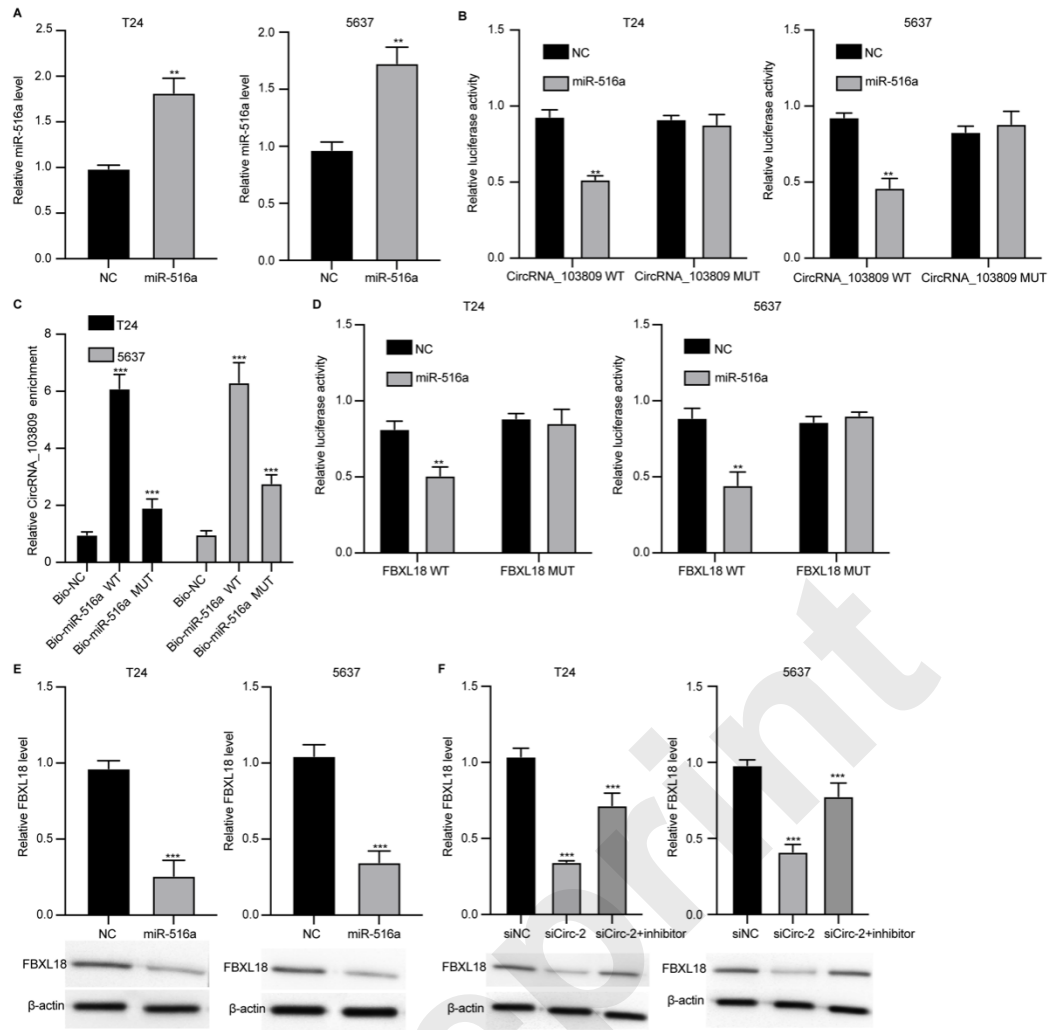 A
T24
Relative miR-516a level
2.5
2.0
1.5
1.0
0.5
0.0
**
NC
miR-516a
5637
Relative miR-516a level
2.0
1.5
1.0
0.5
0.0
**
NC
miR-516a
B
T24
Relative luciferase activity
1.5
1.0
0.5
0.0
NC
miR-516a
**
CircRNA_103809 WT
CircRNA_103809 MUT
5637
Relative luciferase activity
1.5
1.0
0.5
0.0
NC
miR-516a
**
CircRNA_103809 WT
CircRNA_103809 MUT
C
T24
5637
Relative CircRNA_103809 enrichment
8
6
4
2
0
***
***
***
***
Bio-NC
Bio-miR-516a WT
Bio-miR-516a MUT
Bio-NC
Bio-miR-516a WT
Bio-miR-516a MUT
D
T24
Relative luciferase activity
1.5
1.0
0.5
0.0
NC
miR-516a
**
FBXL18 WT
FBXL18 MUT
5637
Relative luciferase activity
1.5
1.0
0.5
0.0
NC
miR-516a
**
FBXL18 WT
FBXL18 MUT
E
T24
Relative FBXL18 level
1.5
1.0
0.5
0.0
***
NC
miR-516a
FBXL18
β-actin
5637
Relative FBXL18 level
1.5
1.0
0.5
0.0
***
NC
miR-516a
FBXL18
β-actin
F
T24
Relative FBXL18 level
1.5
1.0
0.5
0.0
***
***
siNC
siCirc-2
siCirc-2+inhibitor
FBXL18
β-actin
5637
Relative FBXL18 level
1.5
1.0
0.5
0.0
***
***
siNC
siCirc-2
siCirc-2+inhibitor
FBXL18
β-actin
eprint